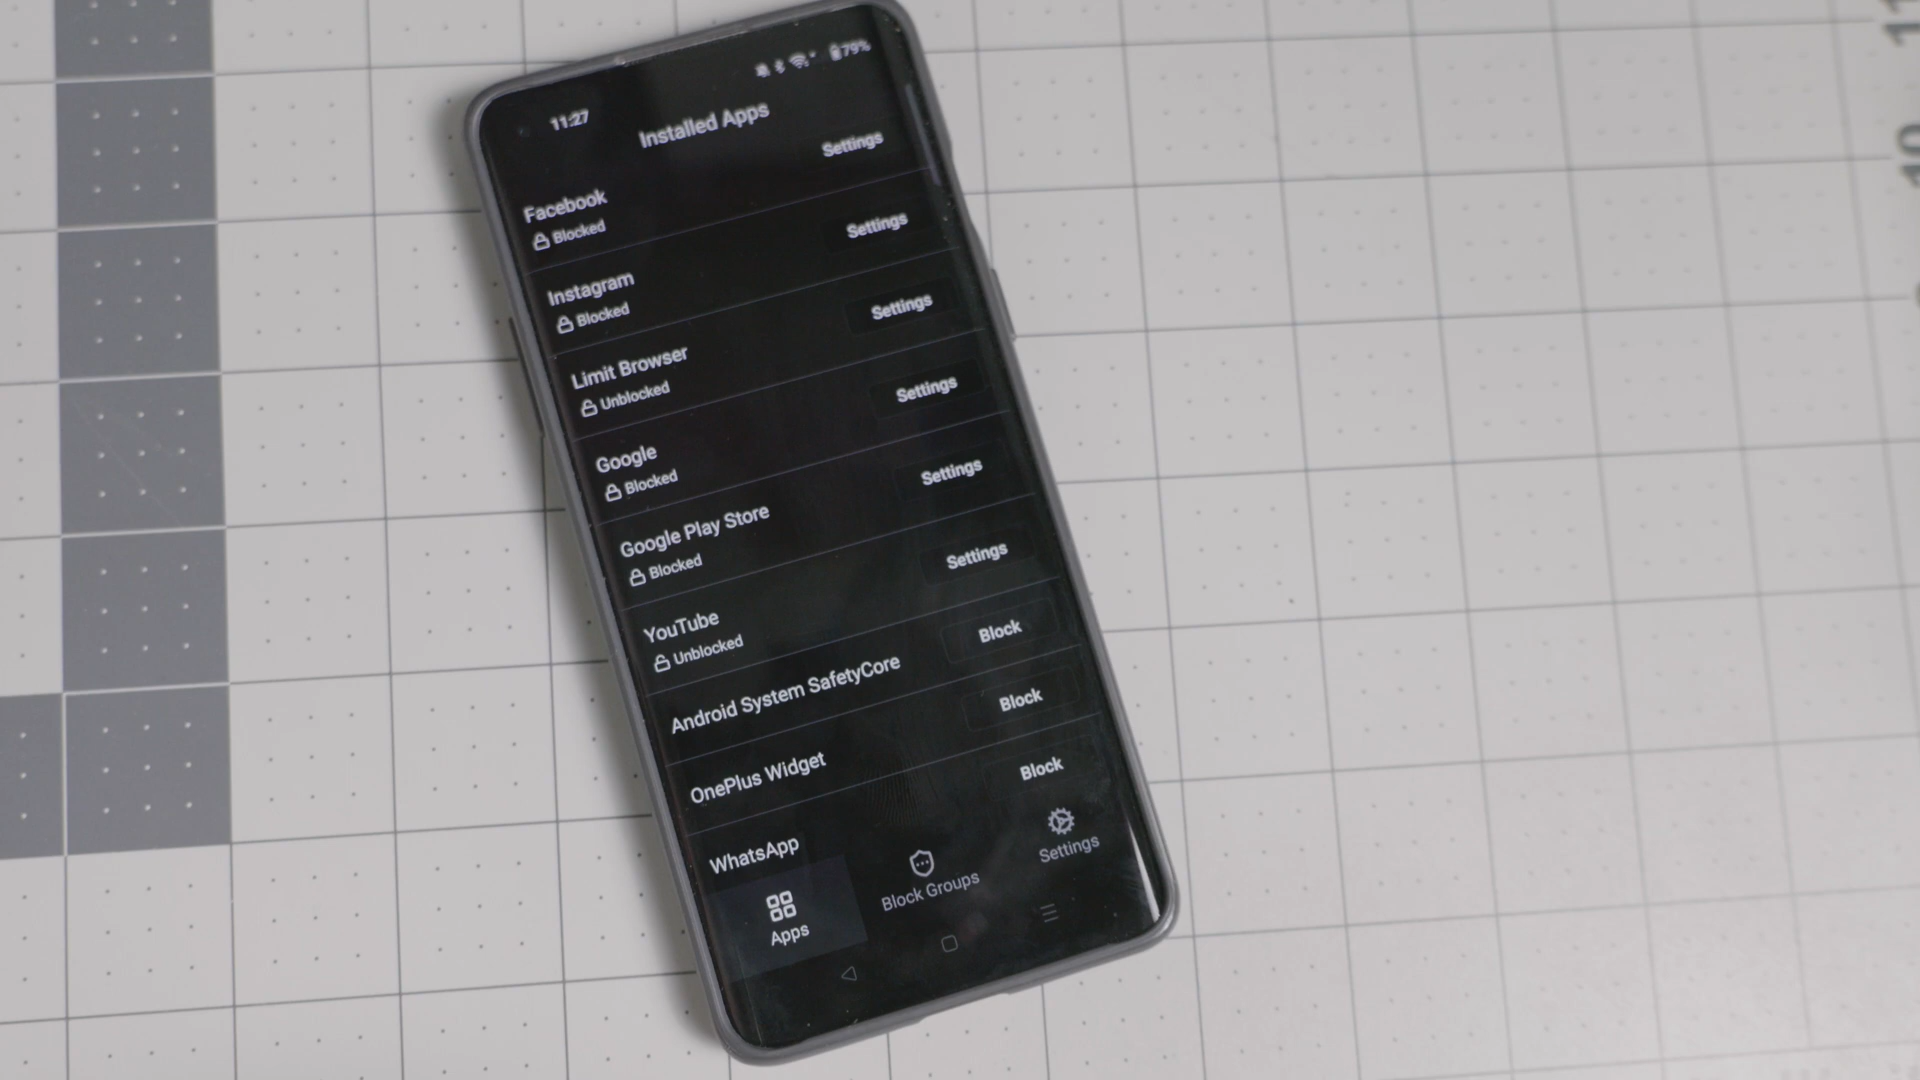 11:27
79%
Installed Apps
Facebook
Blocked
Settings
Instagram
Blocked
Settings
Limit Browser
Unblocked
Settings
Google
Blocked
Settings
Google Play Store
Blocked
Settings
YouTube
Unblocked
Settings
Android System SafetyCore
Block
OnePlus Widget
Block
WhatsApp
Block
Apps
Block Groups
Settings
10